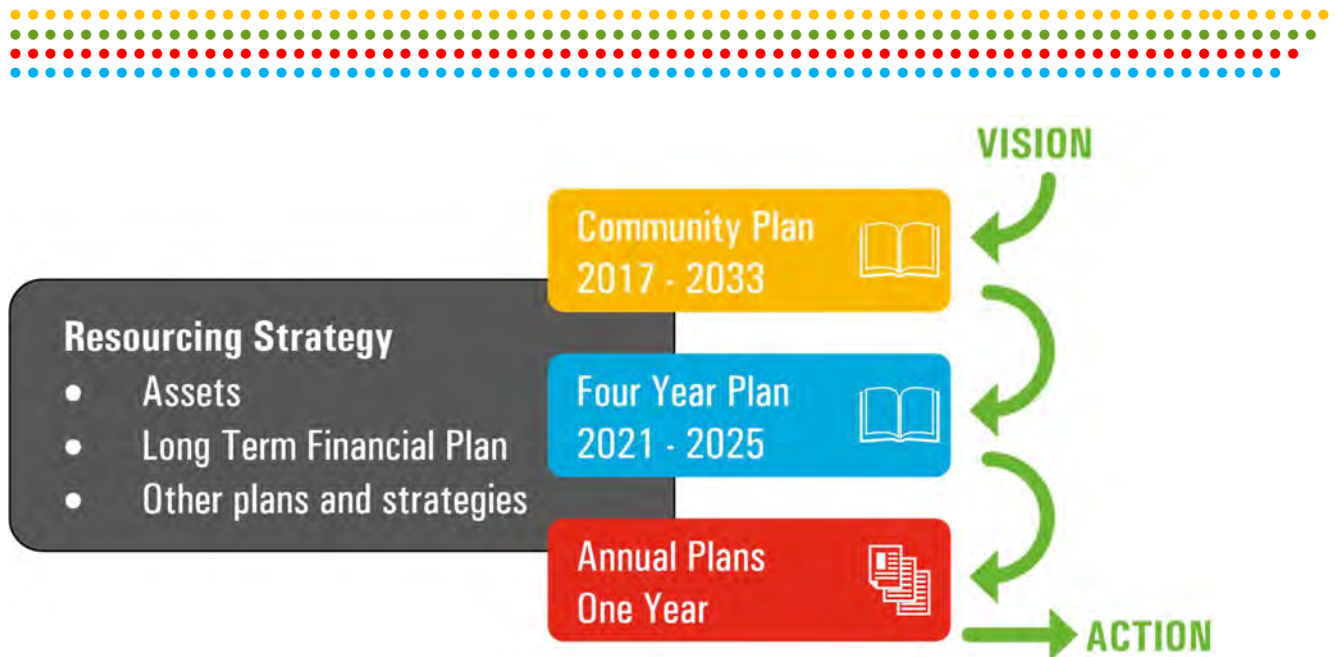 VISION
Community Plan
2017 - 2033
Resourcing Strategy
● Assets
● Long Term Financial Plan
● Other plans and strategies
Four Year Plan
2021 - 2025
Annual Plans
One Year
ACTION